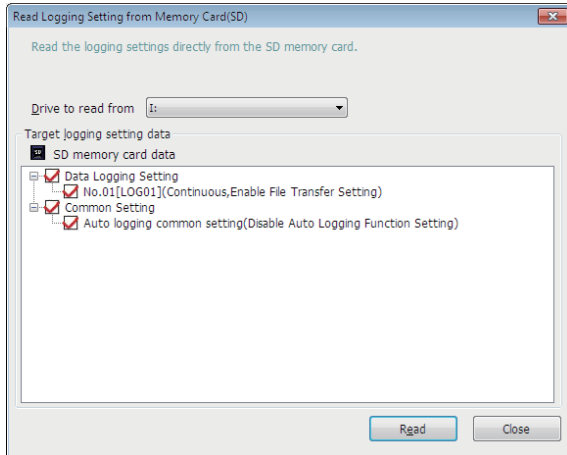 Read Logging Setting from Memory Card(SD)
Read the logging settings directly from the SD memory card.
Drive to read from I:
Target logging setting data
SD memory card data
Data Logging Setting
No.01[LOG01](Continuous,Enable File Transfer Setting)
Common Setting
Auto logging common setting(Disable Auto Logging Function Setting)
Read Close